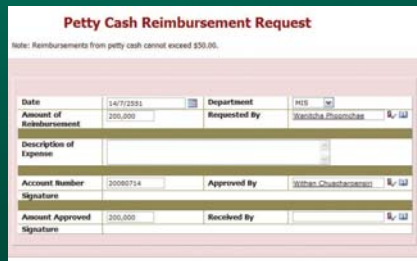 Petty Cash Reimbursement Request
Note: Reimbursements from petty cash cannot exceed $50.00.
Date 14/7/2551 Department MIS
Amount of Reimbursement 200,000 Requested By Wanitcha Phoomchae
Description of Expense
Account Number 20080714 Approved By Withan
Signature
Amount Approved 200,000 Received By
Signature